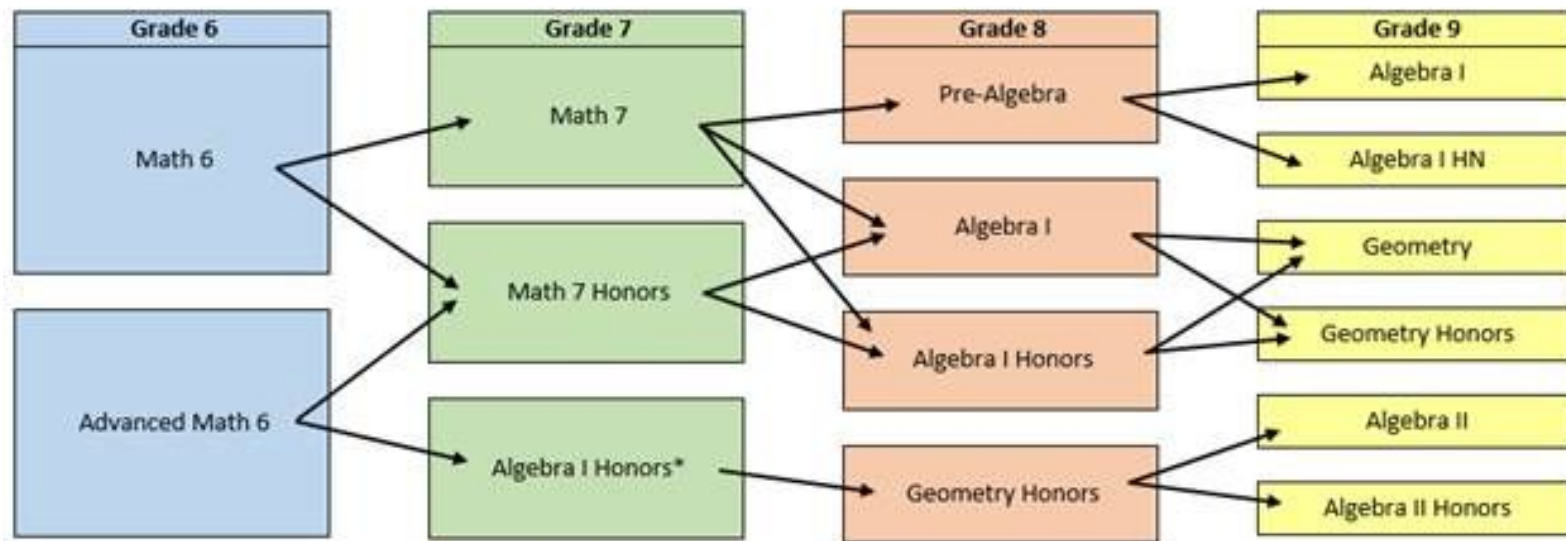 Grade 6
Math 6
Advanced Math 6
Grade 7
Math 7
Math 7 Honors
Algebra I Honors*
Grade 8
Pre-Algebra
Algebra I
Algebra I Honors
Geometry Honors
Grade 9
Algebra I
Algebra I HN
Geometry
Geometry Honors
Algebra II
Algebra II Honors